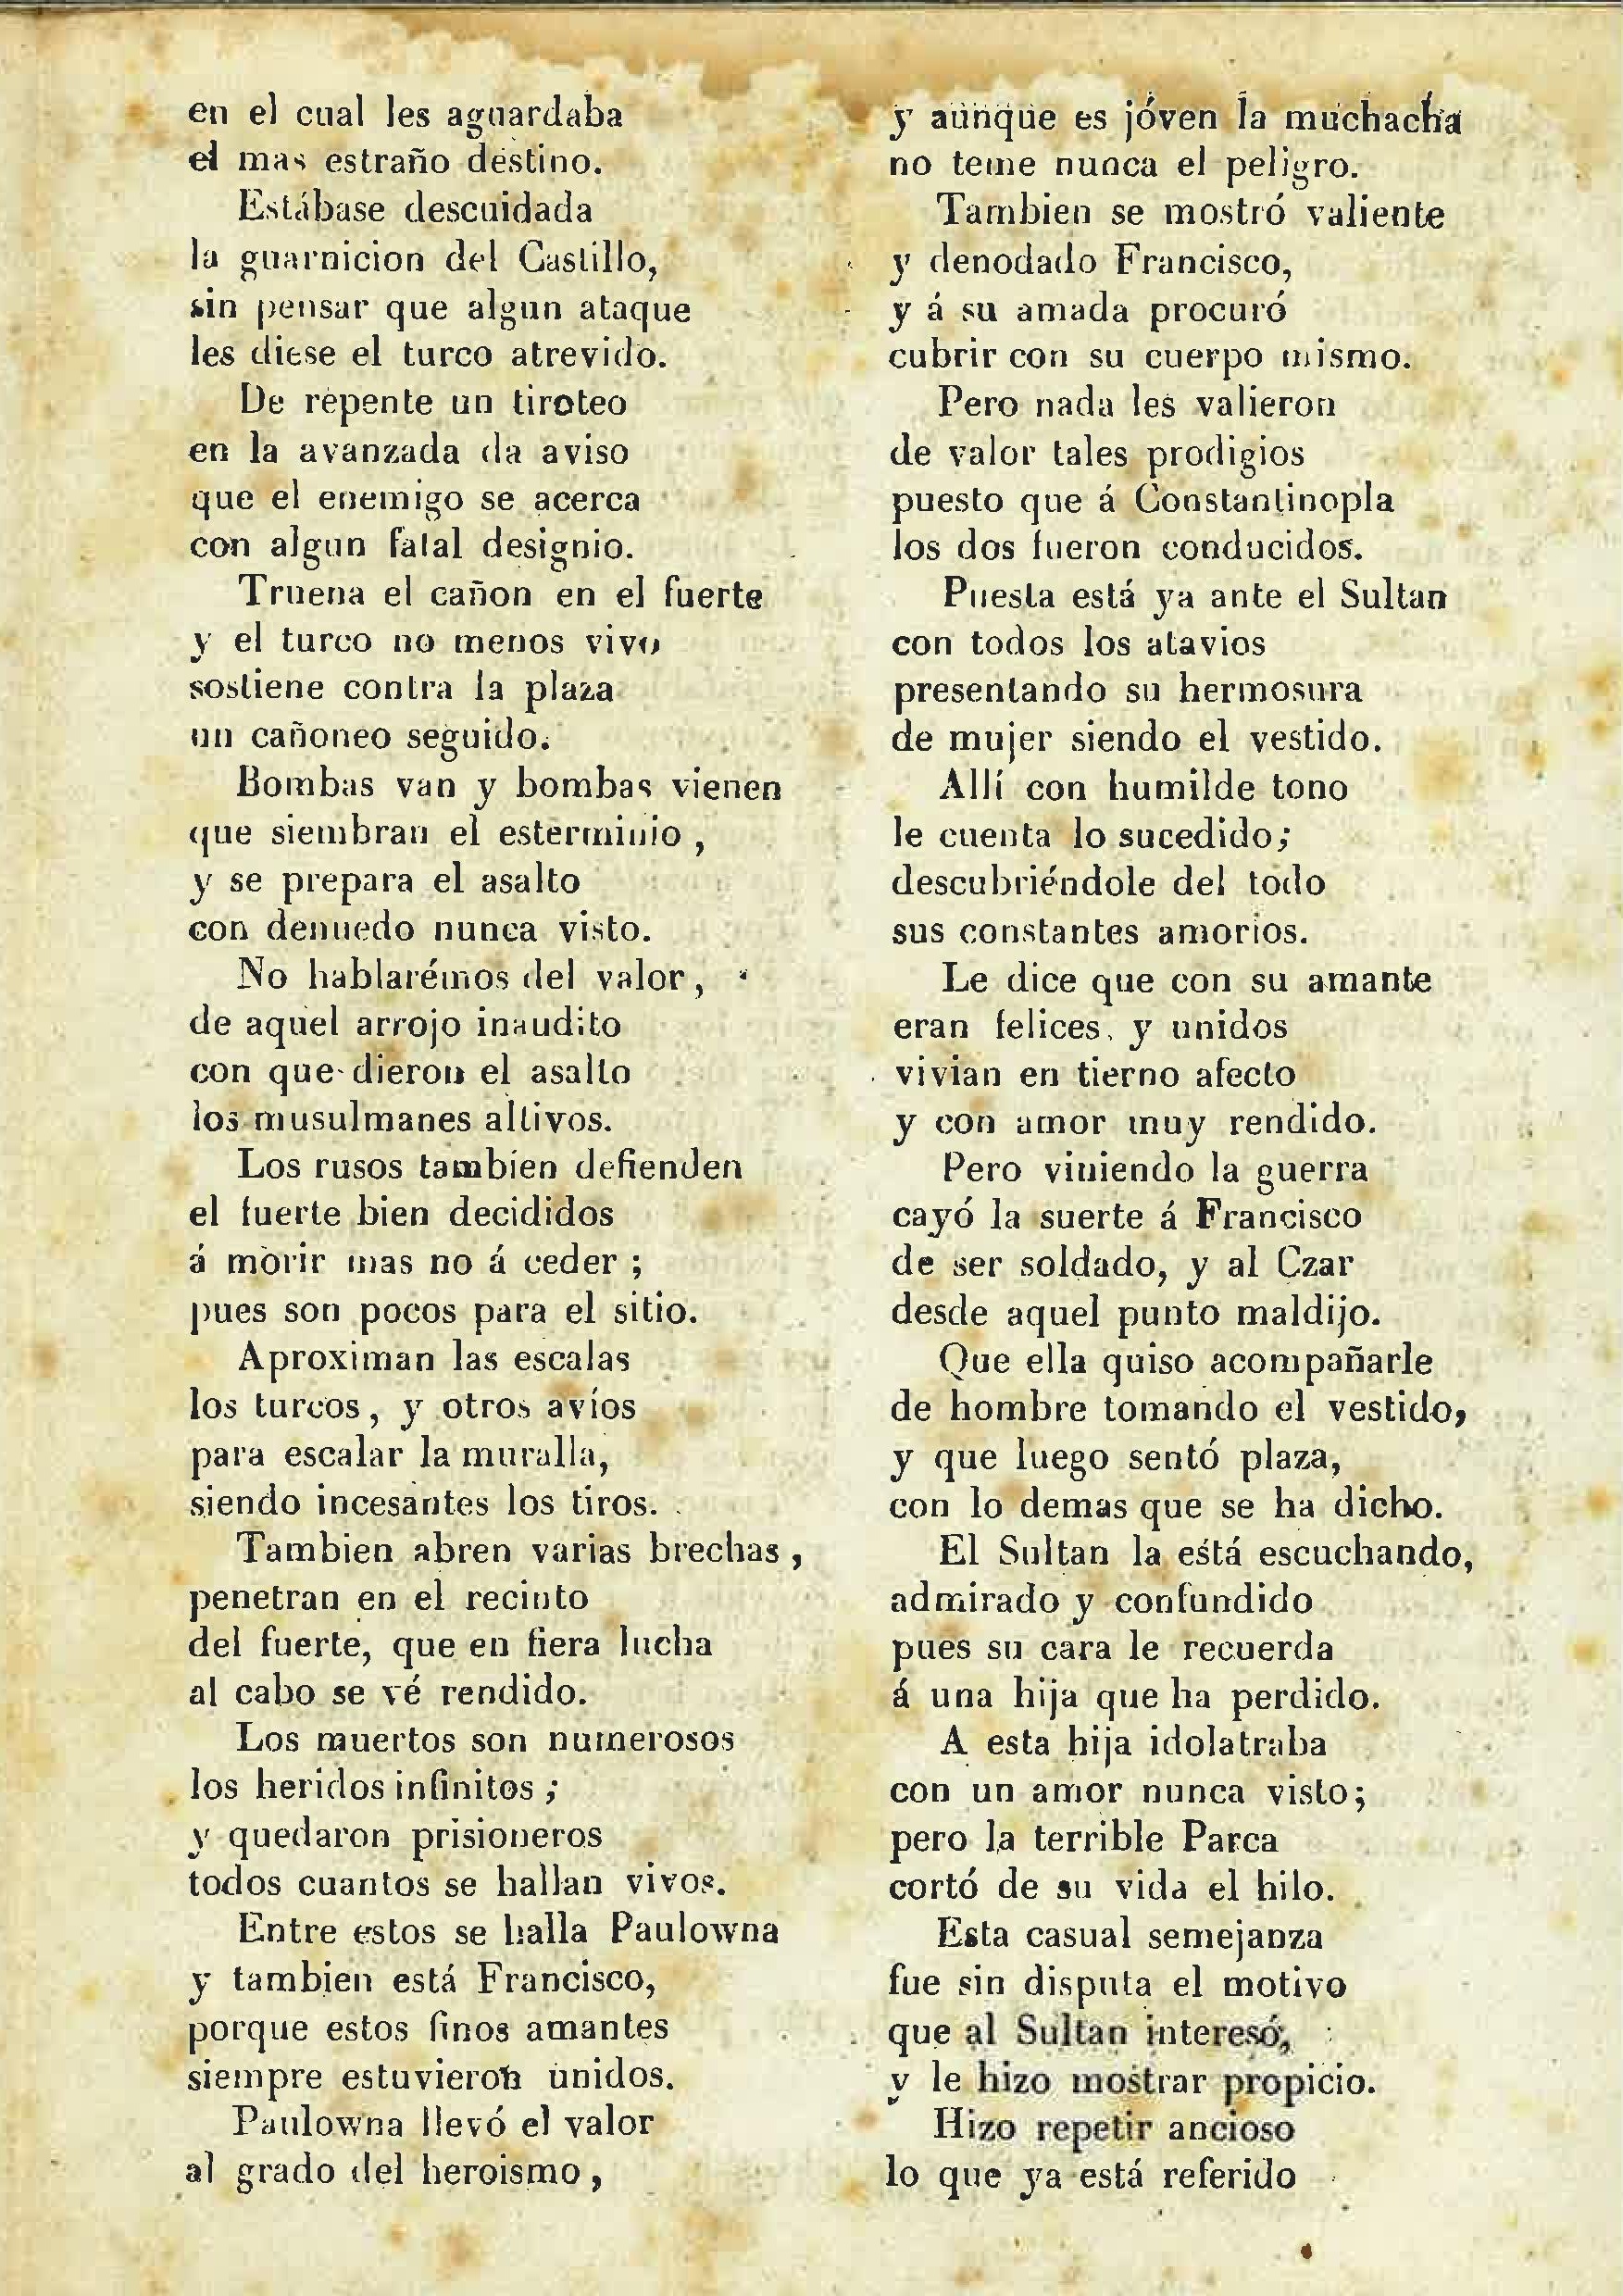 en el cual les aguardaba
el mas estraño destino.
Estábase descuidada
la guarnicion del Castillo,
sin pensar que algun ataque
les diese el turco atrevido.
De repente un tiroteo
en la avanzada da aviso
que el enemigo se acerca
con algun fatal designio.
Truena el cañon en el fuerte
y el turco no menos vivo
sostiene contra la plaza
un cañoneo seguido.
Bombas van y bombas vienen
que siembran el esterminio,
y se prepara el asalto
con denuedo nunca visto.
No hablarémos del valor,
de aquel arrojo inaudito
con que dieron el asalto
los musulmanes altivos.
Los rusos tambien defienden
el fuerte bien decididos
á morir mas no á ceder;
pues son pocos para el sitio.
Aproximan las escalas
los turcos, y otros avíos
para escalar la muralla,
siendo incesantes los tiros.
Tambien abren varias brechas,
penetran en el recinto
del fuerte, que en fiera lucha
al cabo se vé rendido.
Los muertos son numerosos
los heridos infinitos;
y quedaron prisioneros
todos cuantos se hallan vivos.
Entre estos se halla Paulowna
y tambien está Francisco,
porque estos finos amantes
siempre estuvieron unidos.
Paulowna llevó el valor
al grado del heroismo,
y aunque es jóven la muchacha
no teme nunca el peligro.
Tambien se mostró valiente
y denodado Francisco,
y á su amada procuró
cubrir con su cuerpo mismo.
Pero nada les valieron
de valor tales prodigios
puesto que á Constantinopla
los dos fueron conducidos.
Puesta está ya ante el Sultan
con todos los atavios
presentando su hermosura
de mujer siendo el vestido.
Allí con humilde tono
le cuenta lo sucedido;
descubriéndole del todo
sus constantes amorios.
Le dice que con su amante
eran felices, y unidos
vivian en tierno afecto
y con amor muy rendido.
Pero viniendo la guerra
cayó la suerte á Francisco
de ser soldado, y al Czar
desde aquel punto maldijo.
Que ella quiso acompañarle
de hombre tomando el vestido,
y que luego sentó plaza,
con lo demas que se ha dicho.
El Sultan la está escuchando,
admirado y confundido
pues su cara le recuerda
á una hija que ha perdido.
A esta hija idolatraba
con un amor nunca visto;
pero la terrible Parca
cortó de su vida el hilo.
Esta casual semejanza
fue sin disputa el motivo
que al Sultan interesó,
y le hizo mostrar propicio.
Hizo repetir ancioso
lo que ya está referido